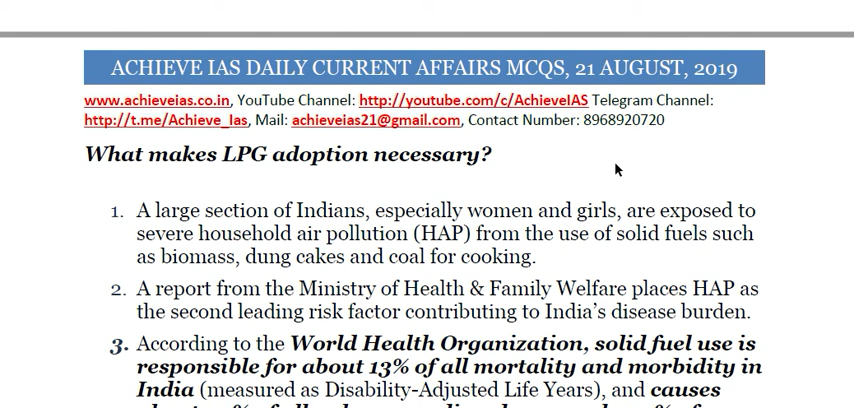 ACHIEVE IAS DAILY CURRENT AFFAIRS MCQS, 21 AUGUST, 2019
www.achieveias.co.in, YouTube Channel: http://youtube.com/c/AchieveIAS Telegram Channel:
http://t.me/Achieve_Ias, Mail: achieveias21@gmail.com, Contact Number: 8968920720
What makes LPG adoption necessary?
1. A large section of Indians, especially women and girls, are exposed to
severe household air pollution (HAP) from the use of solid fuels such
as biomass, dung cakes and coal for cooking.
2. A report from the Ministry of Health & Family Welfare places HAP as
the second leading risk factor contributing to India's disease burden.
3. According to the World Health Organization, solid fuel use is
responsible for about 13% of all mortality and morbidity in
India (measured as Disability-Adjusted Life Years), and causes